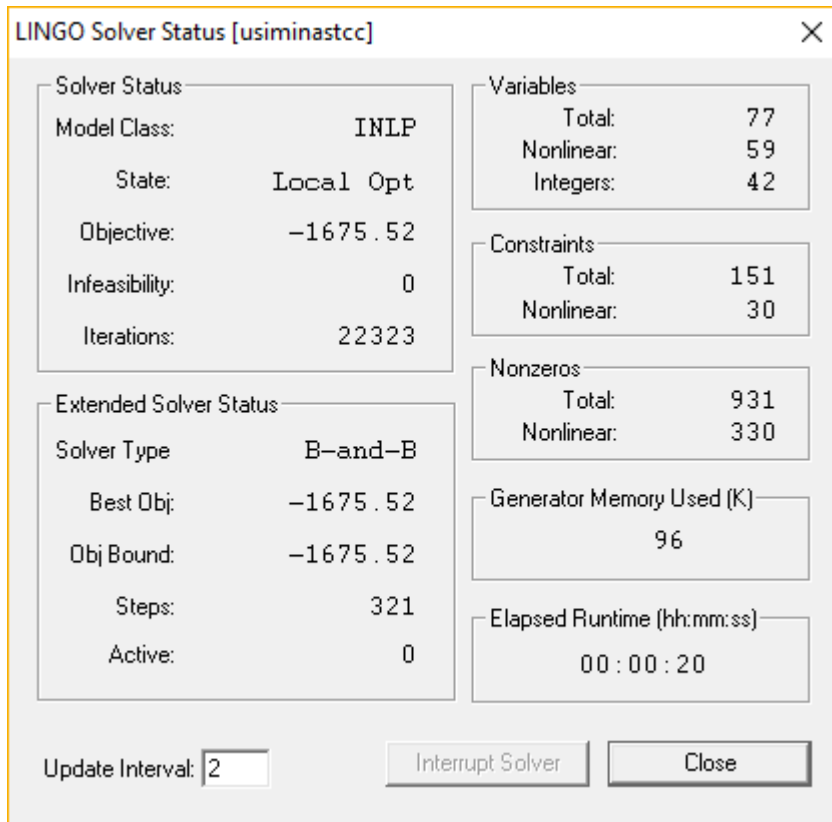 LINGO Solver Status [usiminastcc]
Solver Status
Model Class: INLP
State: Local Opt
Objective: -1675.52
Infeasibility: 0
Iterations: 22323
Extended Solver Status
Solver Type B-and-B
Best Obj: -1675.52
Obj Bound: -1675.52
Steps: 321
Active: 0
Variables
Total: 77
Nonlinear: 59
Integers: 42
Constraints
Total: 151
Nonlinear: 30
Nonzeros
Total: 931
Nonlinear: 330
Generator Memory Used (K)
96
Elapsed Runtime (hh:mm:ss)
00:00:20
Update Interval: 2
Interrupt Solver
Close